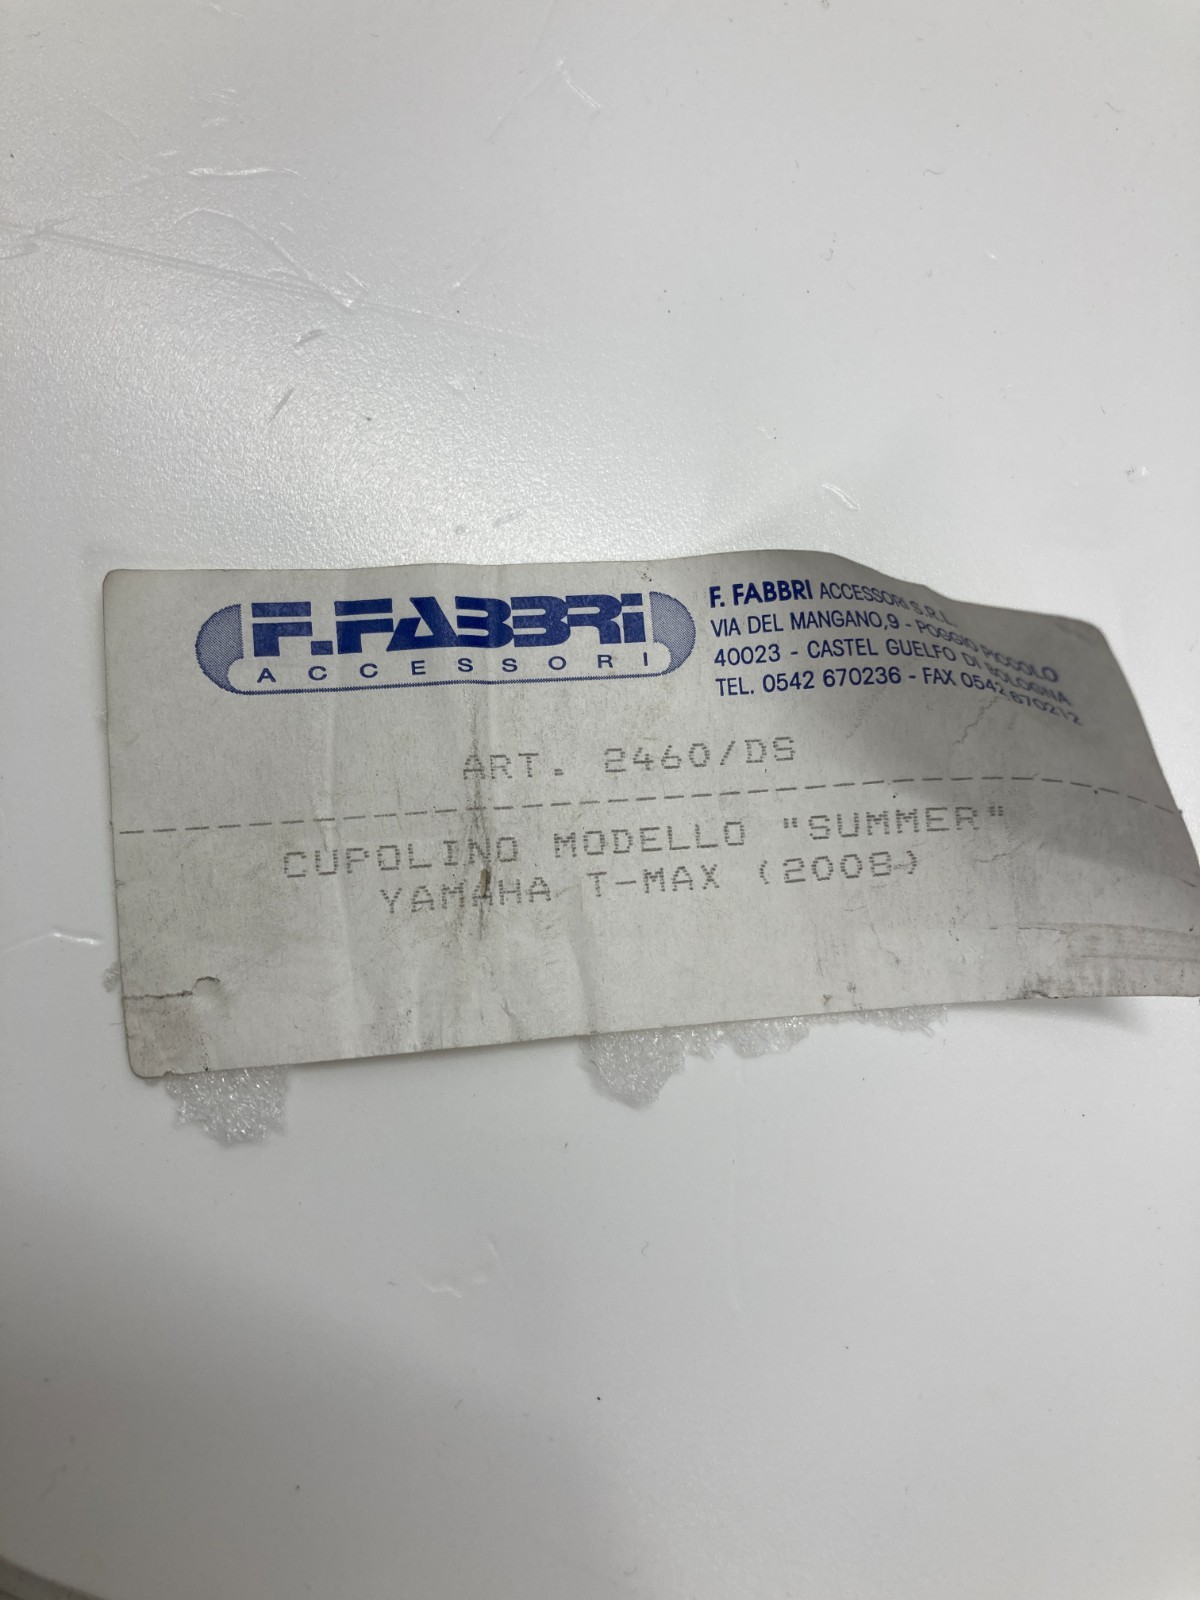 F.FABBRI
ACCESSORI
F. FABBRI ACCESSORI S.R.L.
VIA DEL MANGANO,9 - POGGIO PICCOLO
40023 - CASTEL GUELFO DI BOLOGNA
TEL. 0542 670236 - FAX 0542 670212
ART. 2460/DS
CUPOLINO MODELLO "SUMMER"
YAMAHA T-MAX (2008-)